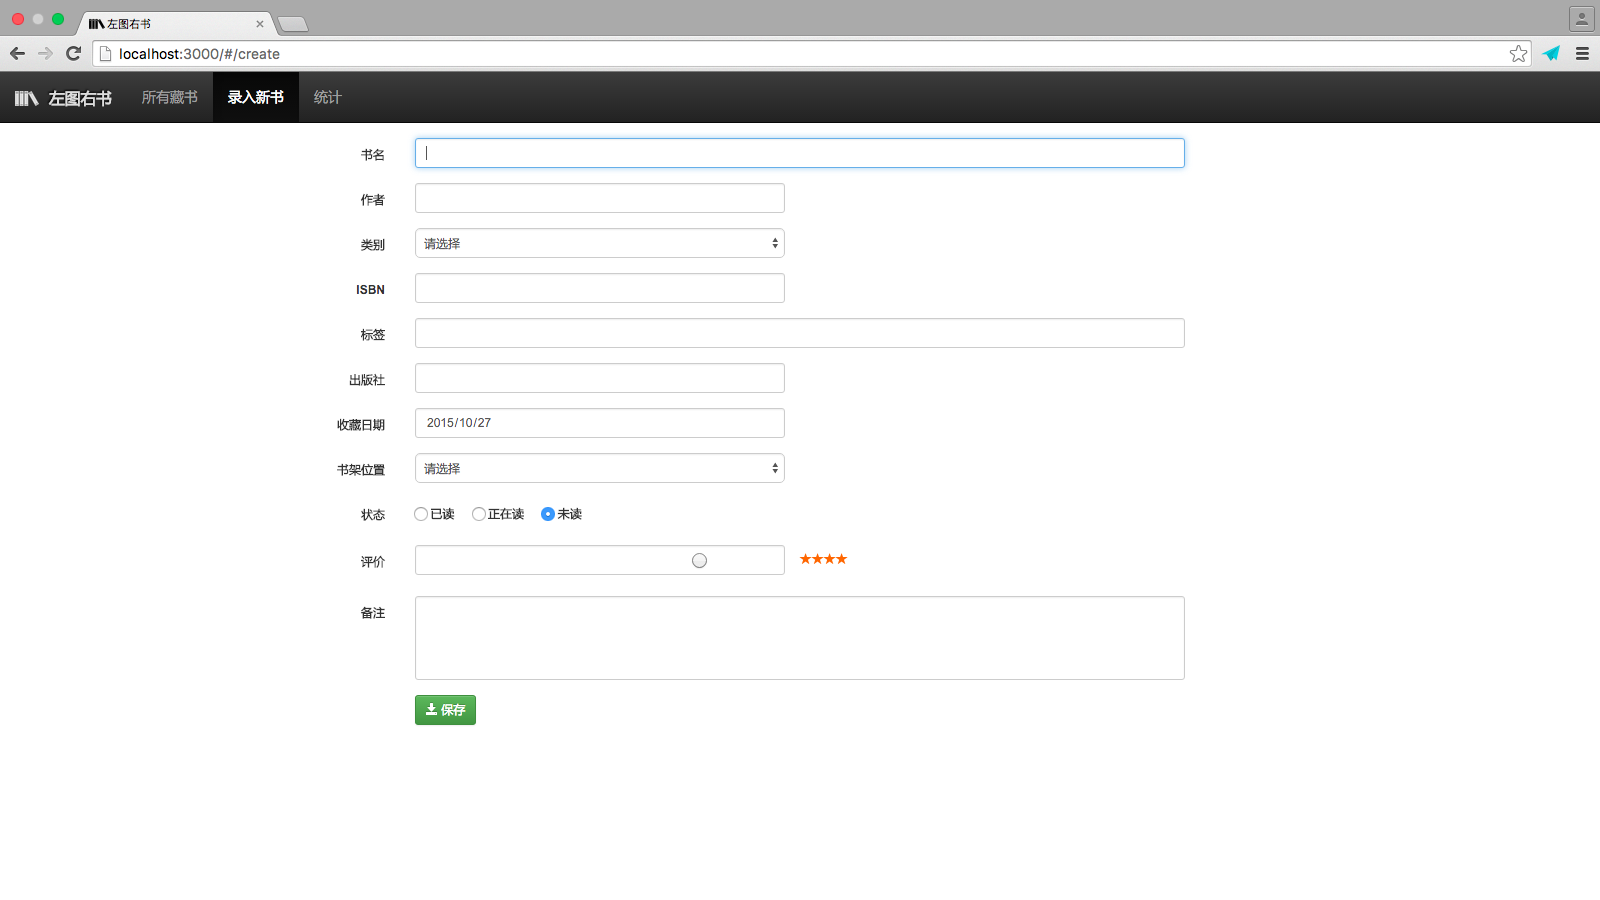 左图右书
localhost:3000/#/create
左图右书 所有藏书 录入新书 统计
书名
作者
类别 请选择
ISBN
标签
出版社
收藏日期 2015/10/27
书架位置 请选择
状态 已读 正在读 未读
评价 ★★★★
备注
保存